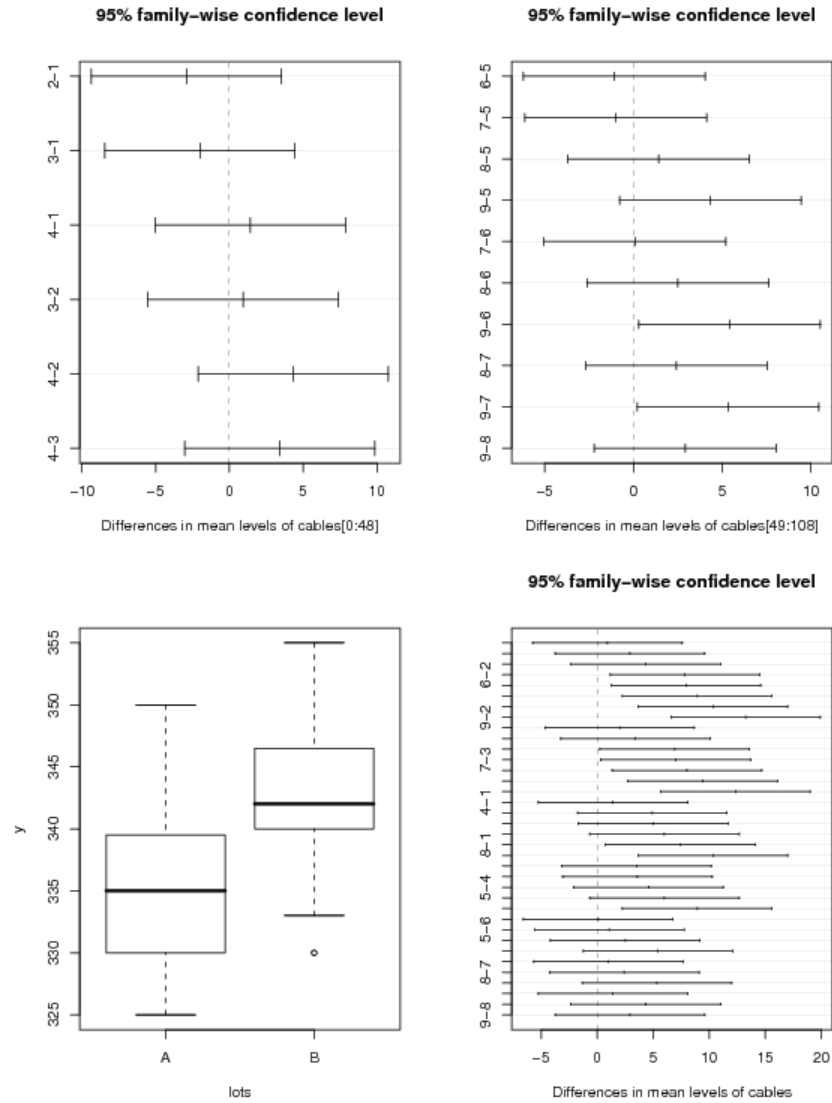 95% family-wise confidence level
2-1
3-1
4-1
3-2
4-2
4-3
-10 -5 0 5 10
Differences in mean levels of cables[0:48]
95% family-wise confidence level
6-5
7-5
8-5
9-5
7-6
8-6
9-6
8-7
9-7
9-8
-5 0 5
Differences in mean levels of cables[49:108]
355
350
345
340
335
330
325
y
A B
lots
95% family-wise confidence level
6-2
9-2
7-3
4-1
8-1
5-4
5-6
8-7
9-8
-5 0 5 10 15 20
Differences in mean levels of cables